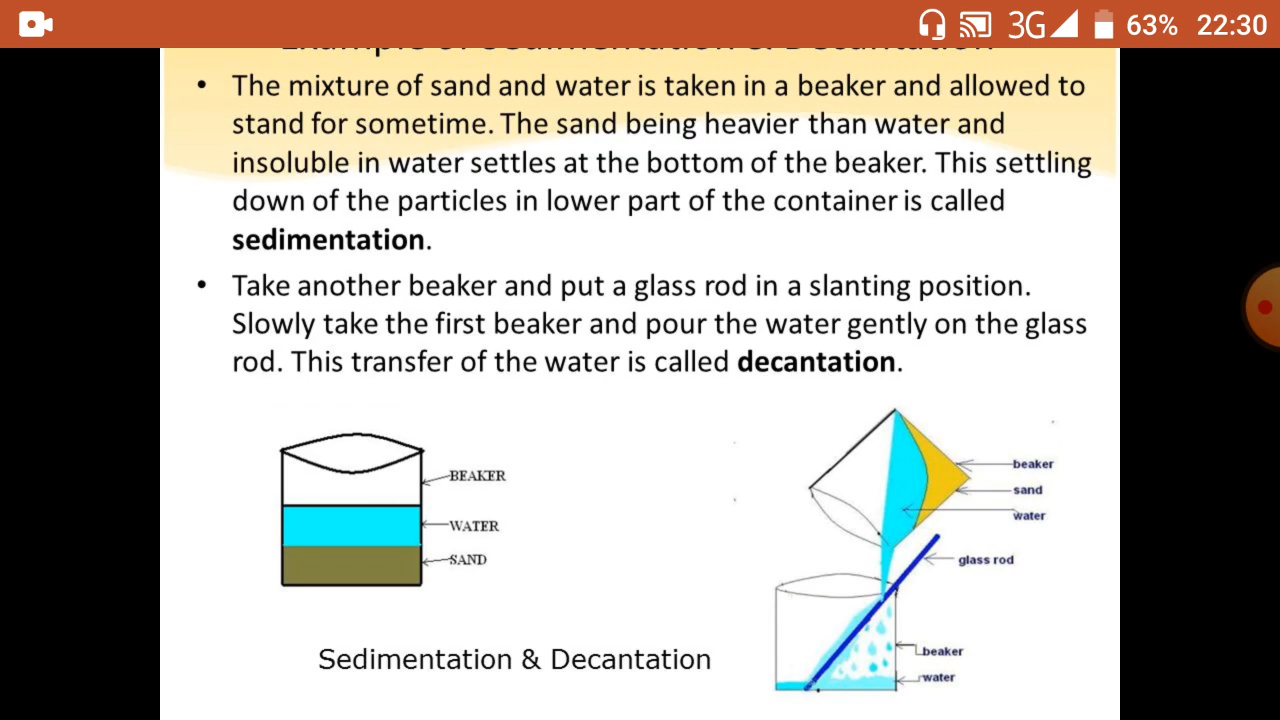 3G 63% 22:30
Example of Sedimentation & Decantation
• The mixture of sand and water is taken in a beaker and allowed to
stand for sometime. The sand being heavier than water and
insoluble in water settles at the bottom of the beaker. This settling
down of the particles in lower part of the container is called
sedimentation.
• Take another beaker and put a glass rod in a slanting position.
Slowly take the first beaker and pour the water gently on the glass
rod. This transfer of the water is called decantation.
BEAKER
WATER
SAND
beaker
sand
water
glass rod
beaker
water
Sedimentation & Decantation